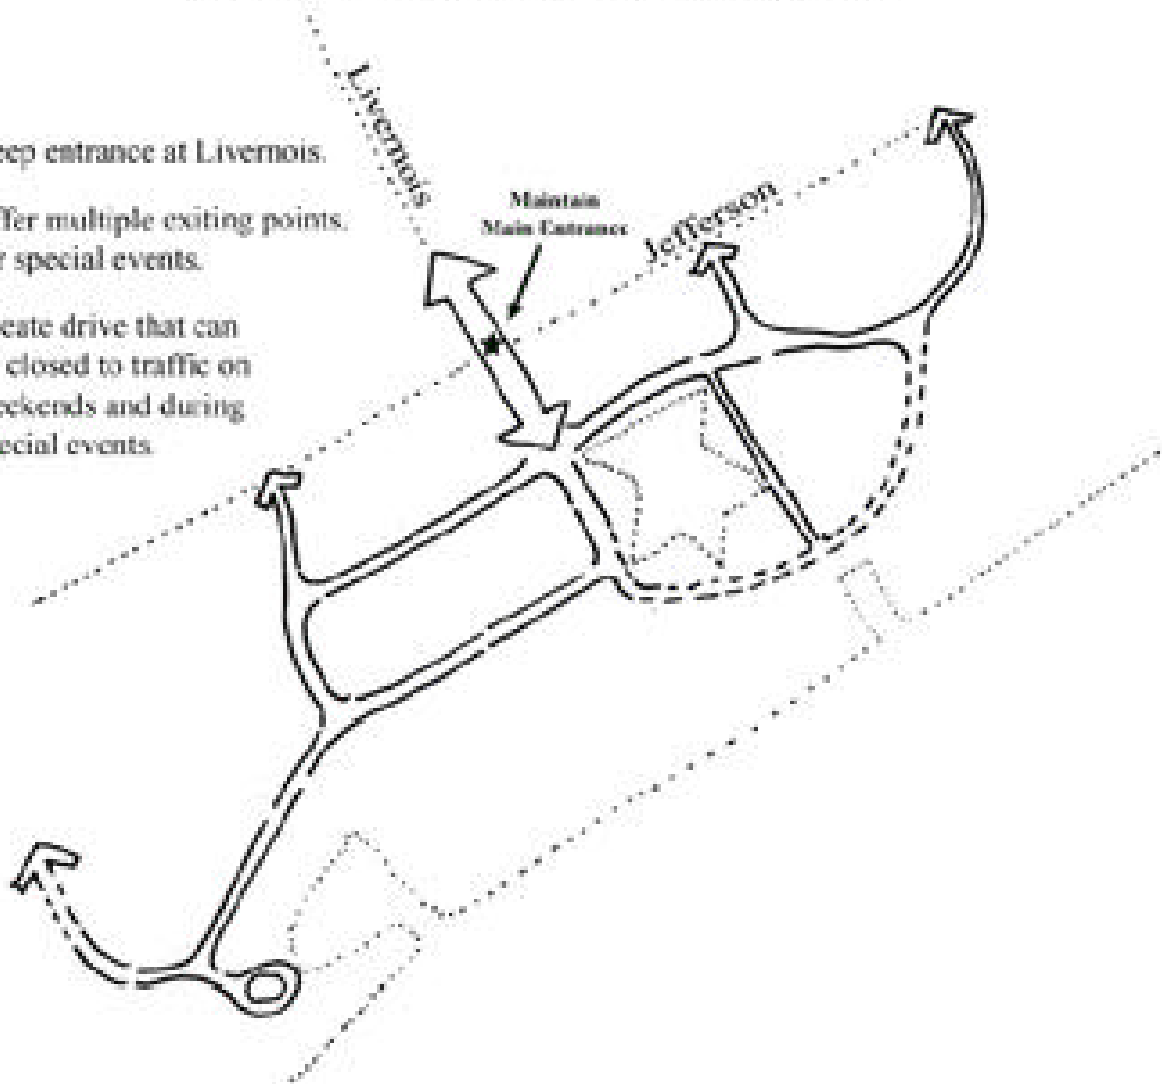 eep entrance at Livernois.
ffer multiple exiting points.
r special events.
eate drive that can
closed to traffic on
eekends and during
ecial events.
Livernois
Maintain
Main Entrance
Jefferson